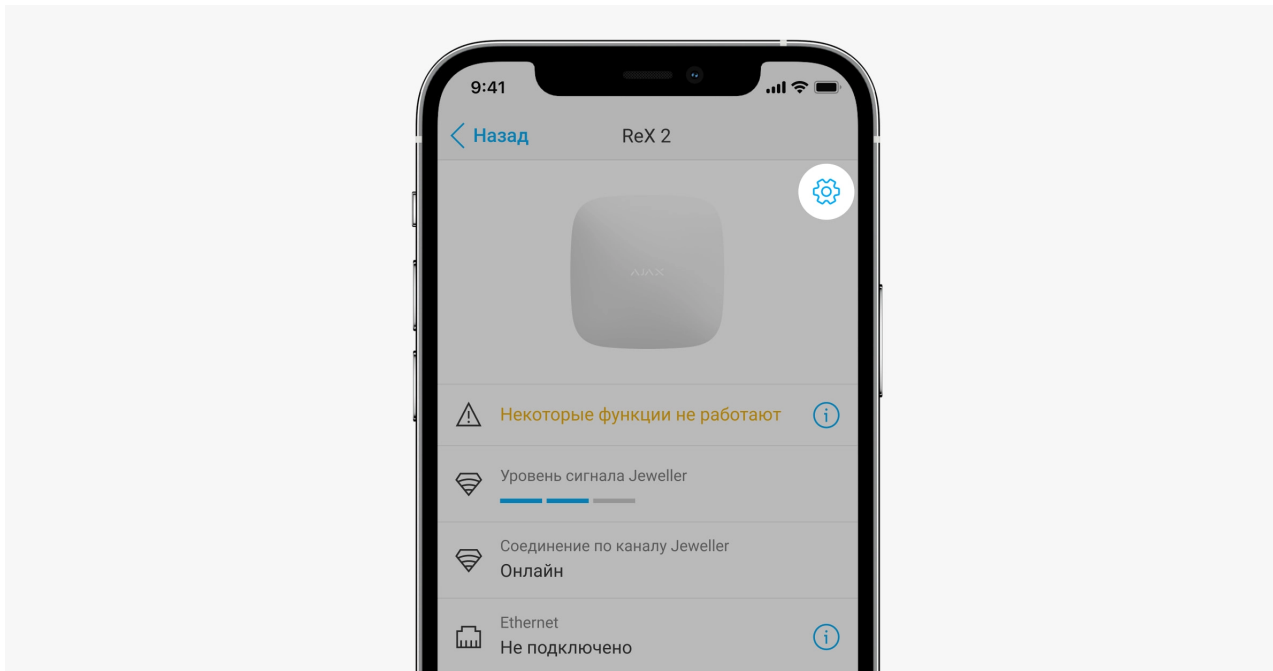 9:41
Назад
ReX 2
AJAX
Некоторые функции не работают
Уровень сигнала Jeweller
Соединение по каналу Jeweller
Онлайн
Ethernet
Не подключено